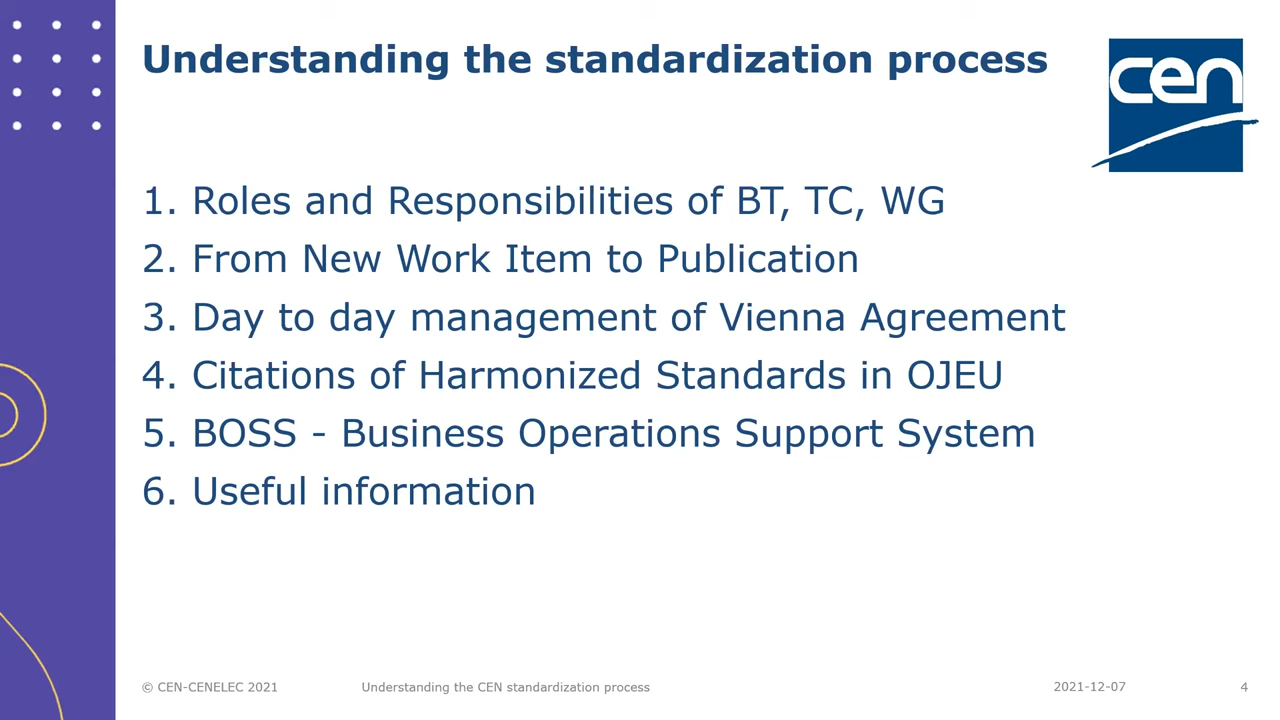 Understanding the standardization process
cen
1. Roles and Responsibilities of BT, TC, WG
2. From New Work Item to Publication
3. Day to day management of Vienna Agreement
4. Citations of Harmonized Standards in OJEU
5. BOSS - Business Operations Support System
6. Useful information
© CEN-CENELEC 2021 Understanding the CEN standardization process 2021-12-07 4